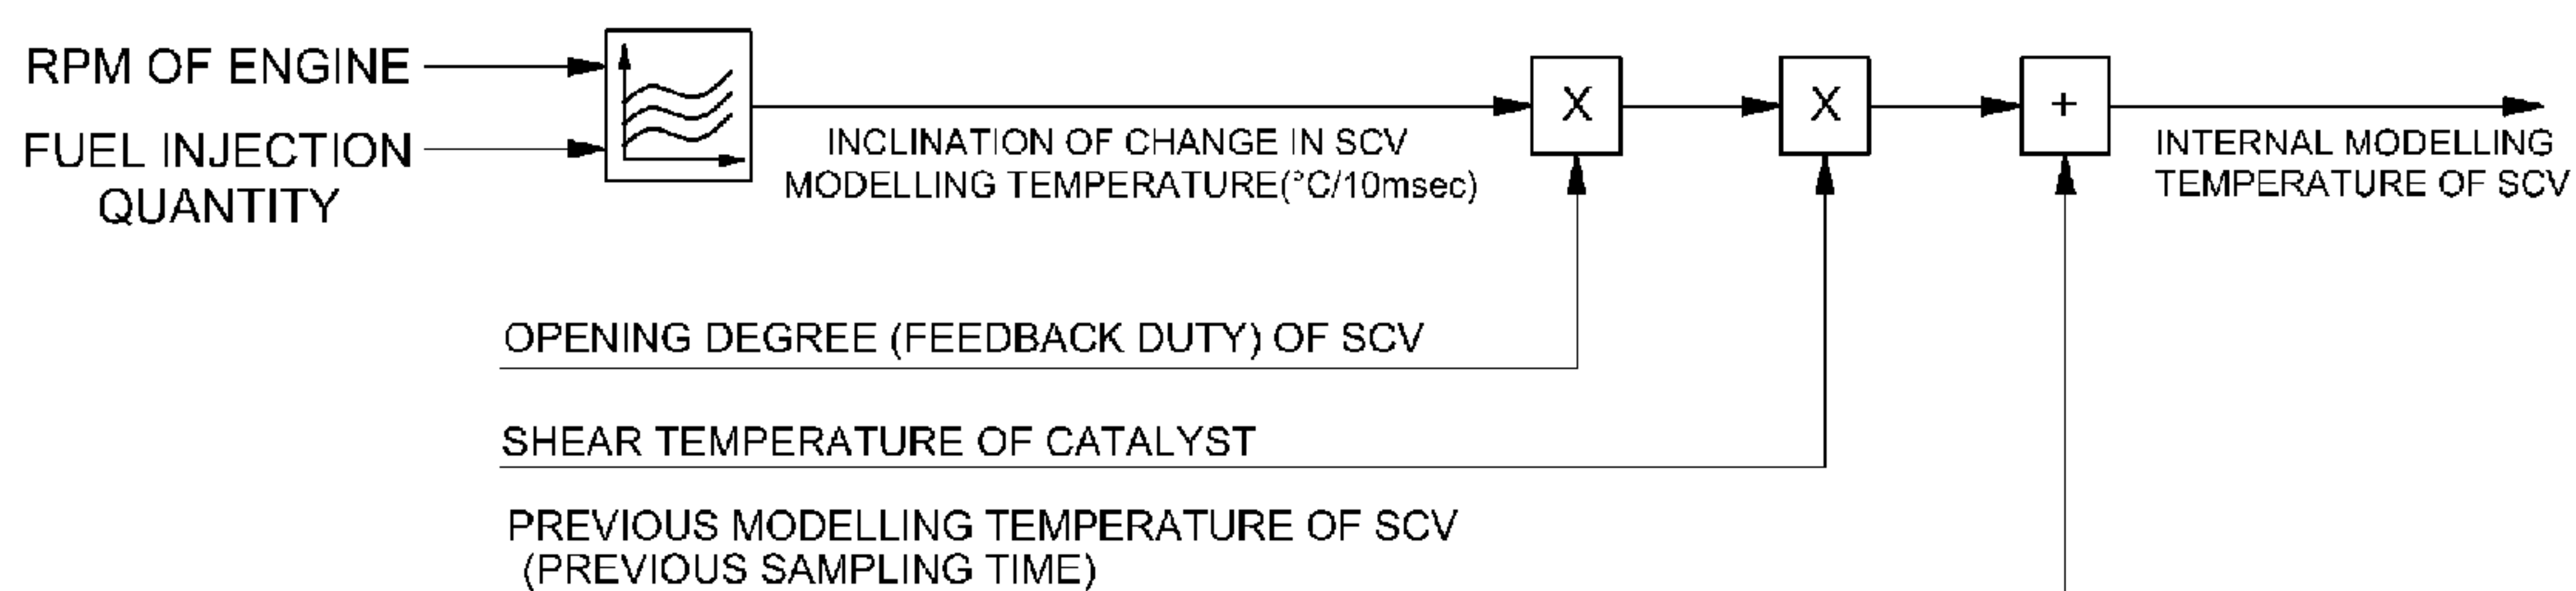 RPM OF ENGINE
FUEL INJECTION
QUANTITY
INCLINATION OF CHANGE IN SCV
MODELLING TEMPERATURE(°C/10msec)
X
X
+
INTERNAL MODELLING
TEMPERATURE OF SCV
OPENING DEGREE (FEEDBACK DUTY) OF SCV
SHEAR TEMPERATURE OF CATALYST
PREVIOUS MODELLING TEMPERATURE OF SCV
(PREVIOUS SAMPLING TIME)